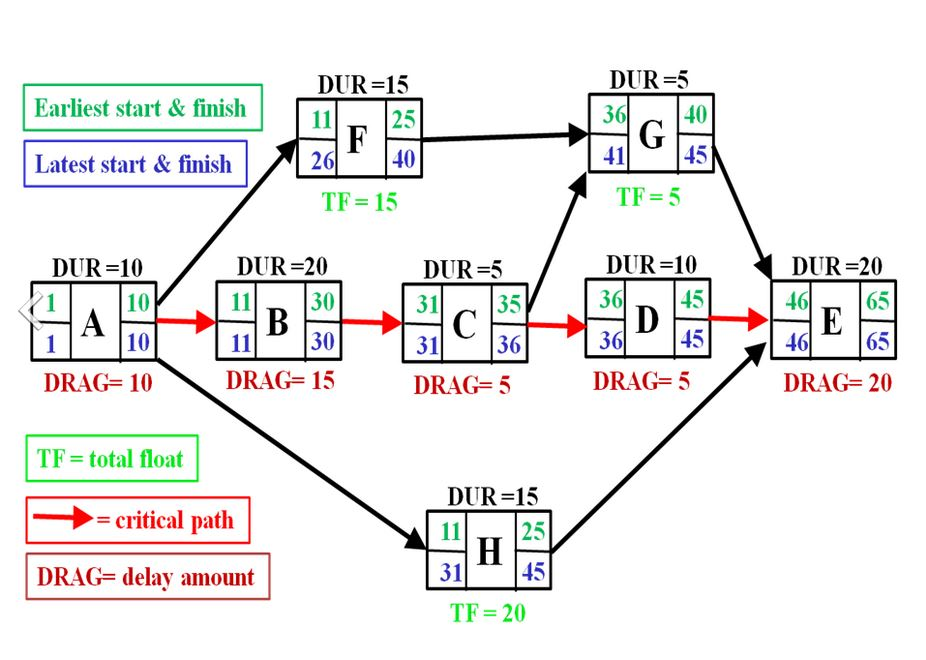 DUR =15
DUR =5
Earliest start & finish
11 F 25
26 40
36 G 40
41 45
Latest start & finish
TF = 15
TF = 5
DUR =10
DUR =20
DUR =5
DUR =10
DUR =20
1 A 10
1 10
11 B 30
11 30
31 C 35
31 36
36 D 45
36 45
46 E 65
46 65
DRAG= 10
DRAG= 15
DRAG= 5
DRAG= 5
DRAG= 20
TF = total float
DUR =15
= critical path
11 H 25
31 45
DRAG= delay amount
TF = 20